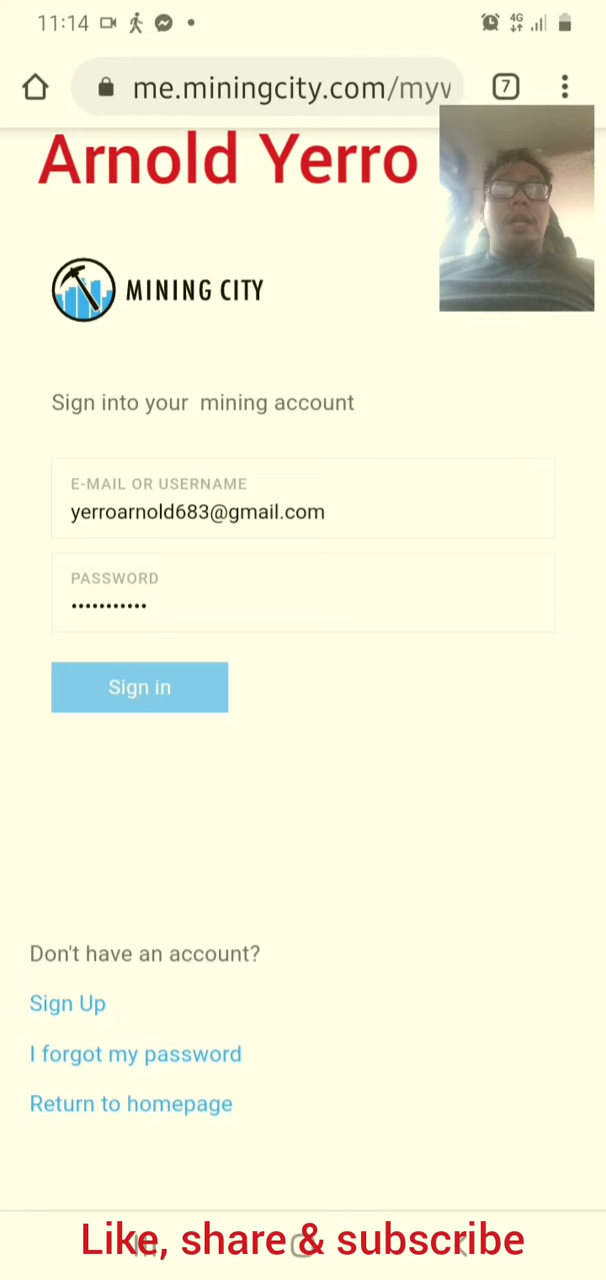 11:14
4G
me.miningcity.com/myv
7
Arnold Yerro
MINING CITY
Sign into your mining account
E-MAIL OR USERNAME
yerroarnold683@gmail.com
PASSWORD
•••••••••••
Sign in
Don't have an account?
Sign Up
I forgot my password
Return to homepage
Like, share & subscribe